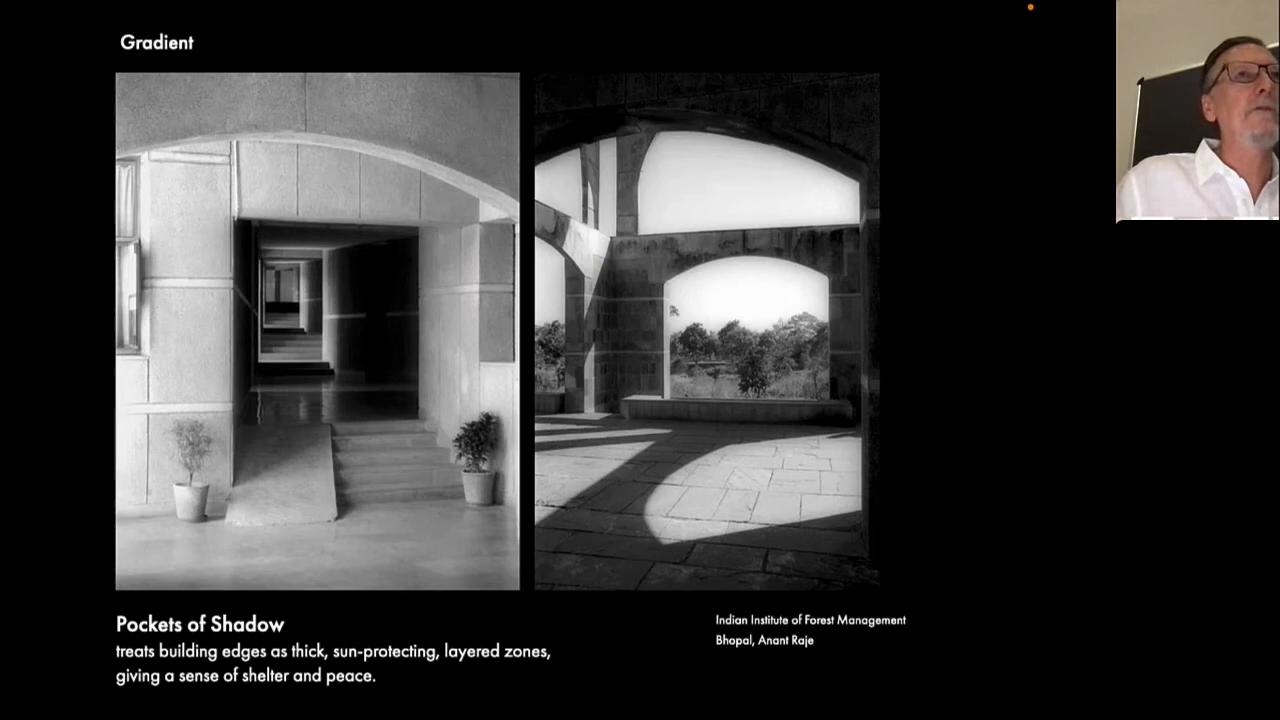 Gradient
Pockets of Shadow
treats building edges as thick, sun-protecting, layered zones,
giving a sense of shelter and peace.
Indian Institute of Forest Management
Bhopal, Anant Raje